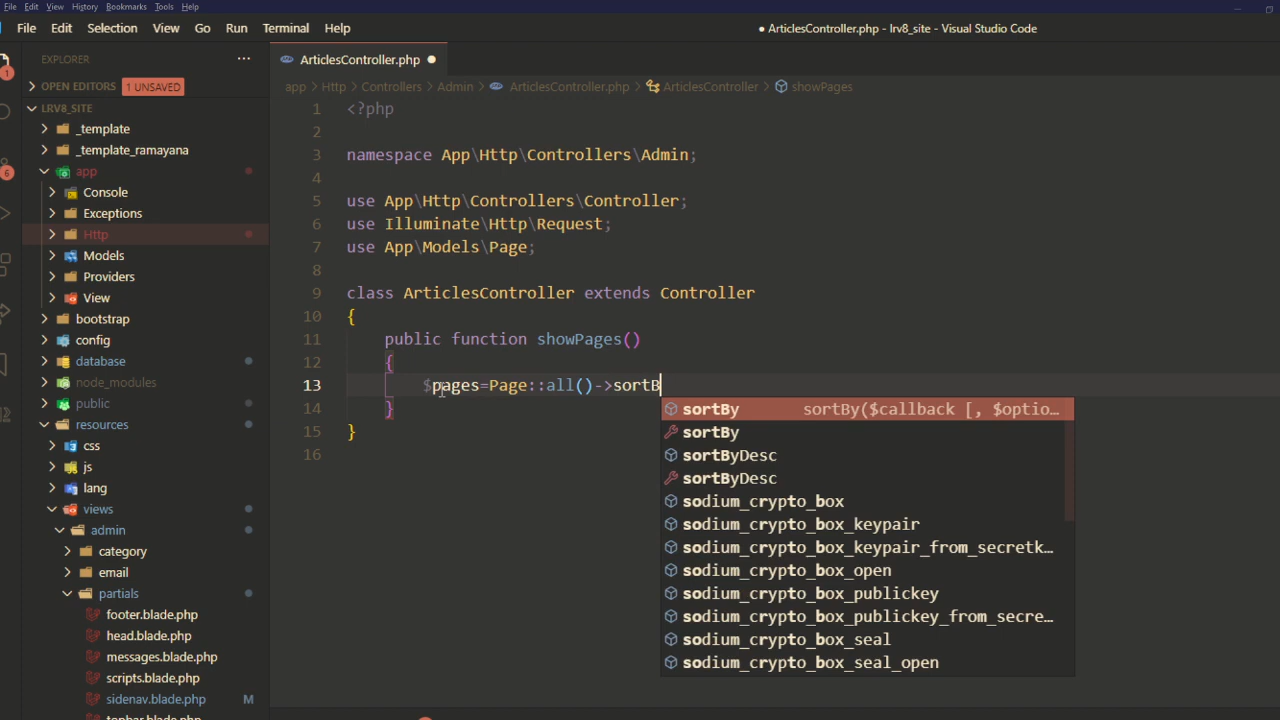 File Edit View History Bookmarks Tools Help
File Edit Selection View Go Run Terminal Help
ArticlesController.php - lrv8_site - Visual Studio Code
EXPLORER
ArticlesController.php
OPEN EDITORS 1 UNSAVED
app > Http > Controllers > Admin > ArticlesController.php > ArticlesController > showPages
LRV8_SITE
_template
_template_ramayana
app
Console
Exceptions
Http
Models
Providers
View
bootstrap
config
database
node_modules
public
resources
css
js
lang
views
admin
category
email
partials
footer.blade.php
head.blade.php
messages.blade.php
scripts.blade.php
sidenav.blade.php M
topbar.blade.php
1
6
1 <?php
2
3 namespace App\Http\Controllers\Admin;
4
5 use App\Http\Controllers\Controller;
6 use Illuminate\Http\Request;
7 use App\Models\Page;
8
9 class ArticlesController extends Controller
10 {
11 public function showPages()
12 {
13 $pages=Page::all()->sortB
14 }
15 }
16
sortBy sortBy($callback [, $optio…
sortBy
sortByDesc
sortByDesc
sodium_crypto_box
sodium_crypto_box_keypair
sodium_crypto_box_keypair_from_secretk…
sodium_crypto_box_open
sodium_crypto_box_publickey
sodium_crypto_box_publickey_from_secre…
sodium_crypto_box_seal
sodium_crypto_box_seal_open